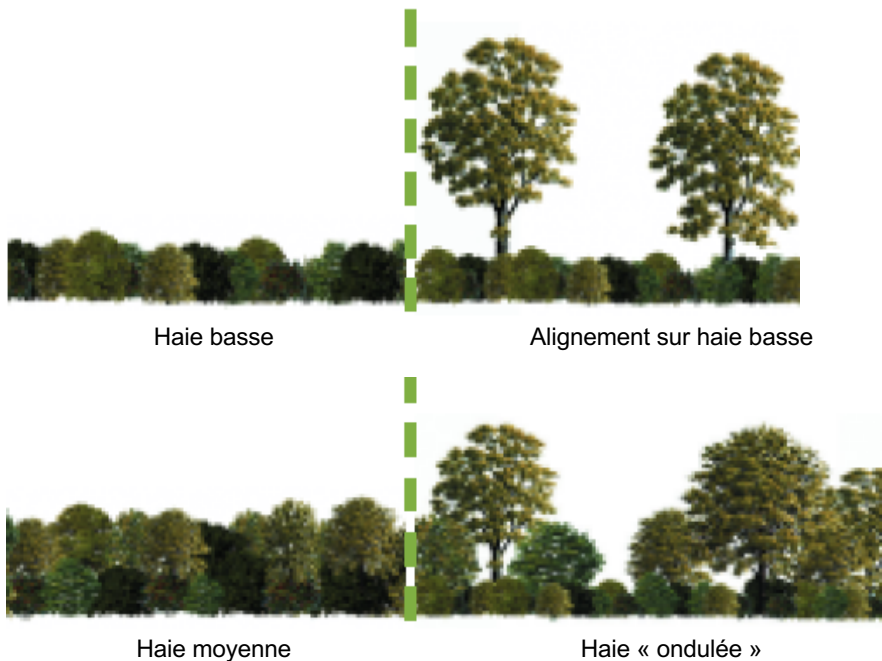 Haie basse
Alignement sur haie basse
Haie moyenne
Haie « ondulée »